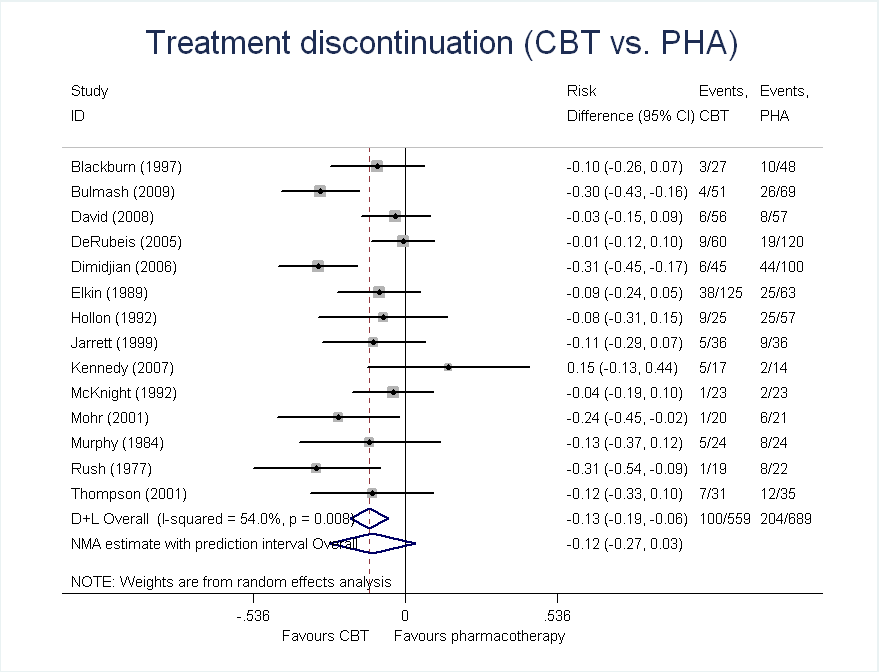 Treatment discontinuation (CBT vs. PHA)
Study Risk Events, Events,
ID Difference (95% CI) CBT PHA
Blackburn (1997) -0.10 (-0.26, 0.07) 3/27 10/48
Bulmash (2009) -0.30 (-0.43, -0.16) 4/51 26/69
David (2008) -0.03 (-0.15, 0.09) 6/56 8/57
DeRubeis (2005) -0.01 (-0.12, 0.10) 9/60 19/120
Dimidjian (2006) -0.31 (-0.45, -0.17) 6/45 44/100
Elkin (1989) -0.09 (-0.24, 0.05) 38/125 25/63
Hollon (1992) -0.08 (-0.31, 0.15) 9/25 25/57
Jarrett (1999) -0.11 (-0.29, 0.07) 5/36 9/36
Kennedy (2007) 0.15 (-0.13, 0.44) 5/17 2/14
McKnight (1992) -0.04 (-0.19, 0.10) 1/23 2/23
Mohr (2001) -0.24 (-0.45, -0.02) 1/20 6/21
Murphy (1984) -0.13 (-0.37, 0.12) 5/24 8/24
Rush (1977) -0.31 (-0.54, -0.09) 1/19 8/22
Thompson (2001) -0.12 (-0.33, 0.10) 7/31 12/35
D+L Overall (I-squared = 54.0%, p = 0.008) -0.13 (-0.19, -0.06) 100/559 204/689
NMA estimate with prediction interval Overall -0.12 (-0.27, 0.03)
NOTE: Weights are from random effects analysis
-.536 0 .536
Favours CBT Favours pharmacotherapy